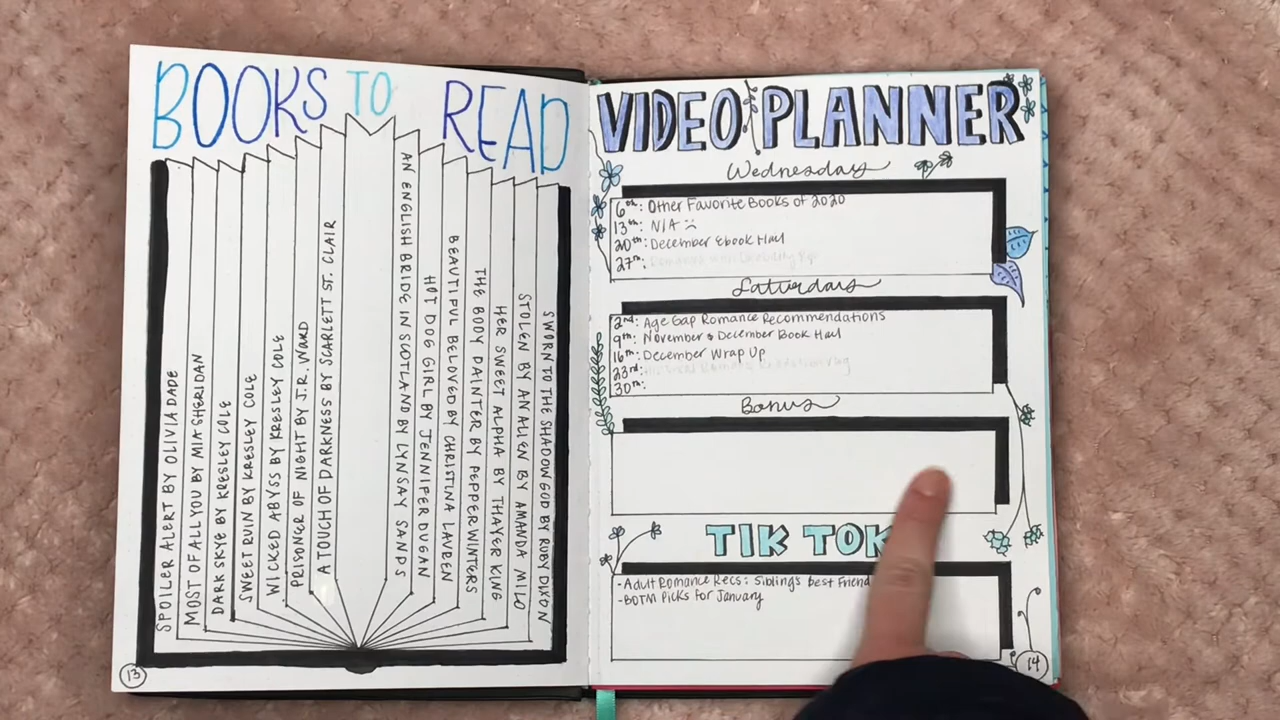 BOOKS TO READ
SPOILER ALERT BY OLIVIA DADE
MOST OF ALL YOU BY MIA SHERIDAN
DARK SKYE BY KRESLEY COLE
SWEET RUIN BY KRESLEY COLE
WICKED ABYSS BY KRESLEY COLE
PRISONER OF NIGHT BY J.R. WARD
A TOUCH OF DARKNESS BY SCARLETT ST. CLAIR
AN ENGLISH BRIDE IN SCOTLAND BY LYNSAY SANDS
HOT DOG GIRL BY JENNIFER DUGAN
BEAUTIFUL BELOVED BY CHRISTINA LAUREN
THE BODY PAINTER BY PEPPER WINTERS
HER SWEET ALPHA BY THAYER KING
STOLEN BY AN ALIEN BY AMANDA MILO
SWORN TO THE SHADOW GOD BY RUBY DIXON
13
VIDEO PLANNER
Wednesday
6th: Other Favorite Books of 2020
13th: N/A :(
20th: December Ebook Haul
27th:
Saturdays
2nd: Age Gap Romance Recommendations
9th: November & December Book Haul
16th: December Wrap Up
23rd: Historical Romance Readathon Vlog
30th:
Bonus
TIK TOK
-Adult Romance Recs: Siblings Best Friend
-BOTM Picks for January
14